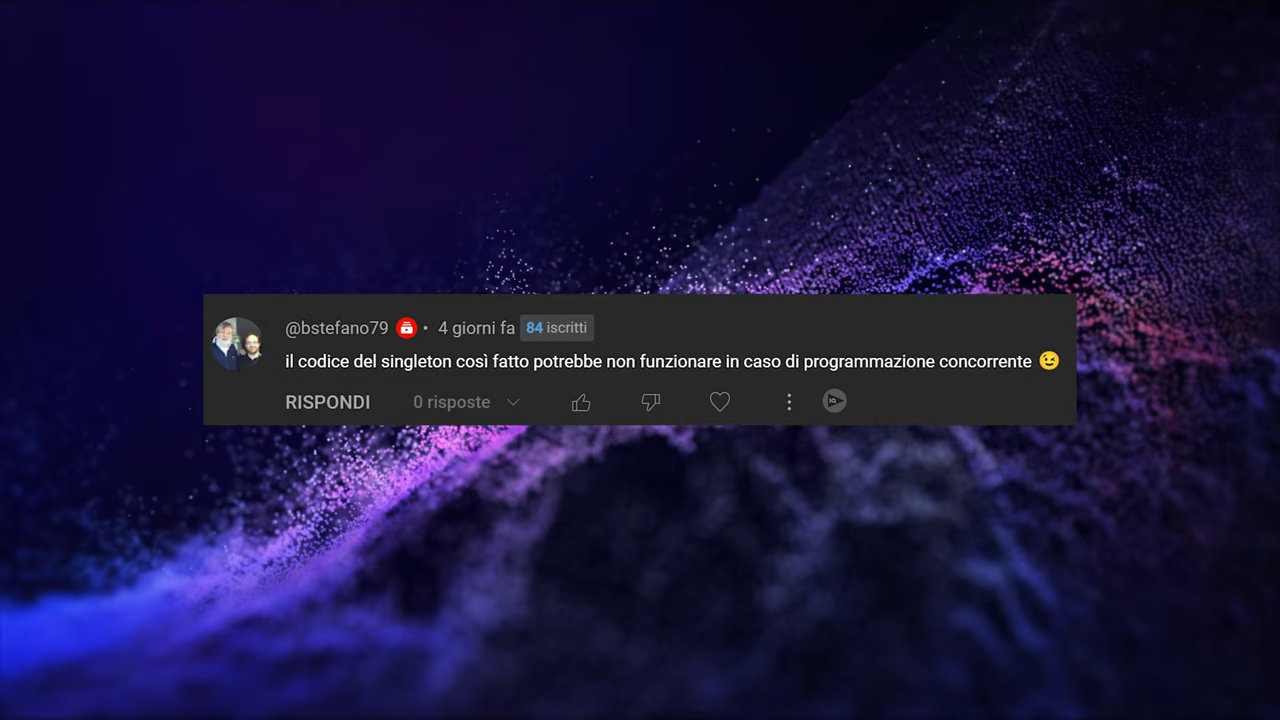 @bstefano79 • 4 giorni fa 84 iscritti
il codice del singleton così fatto potrebbe non funzionare in caso di programmazione concorrente 😉
RISPONDI 0 risposte